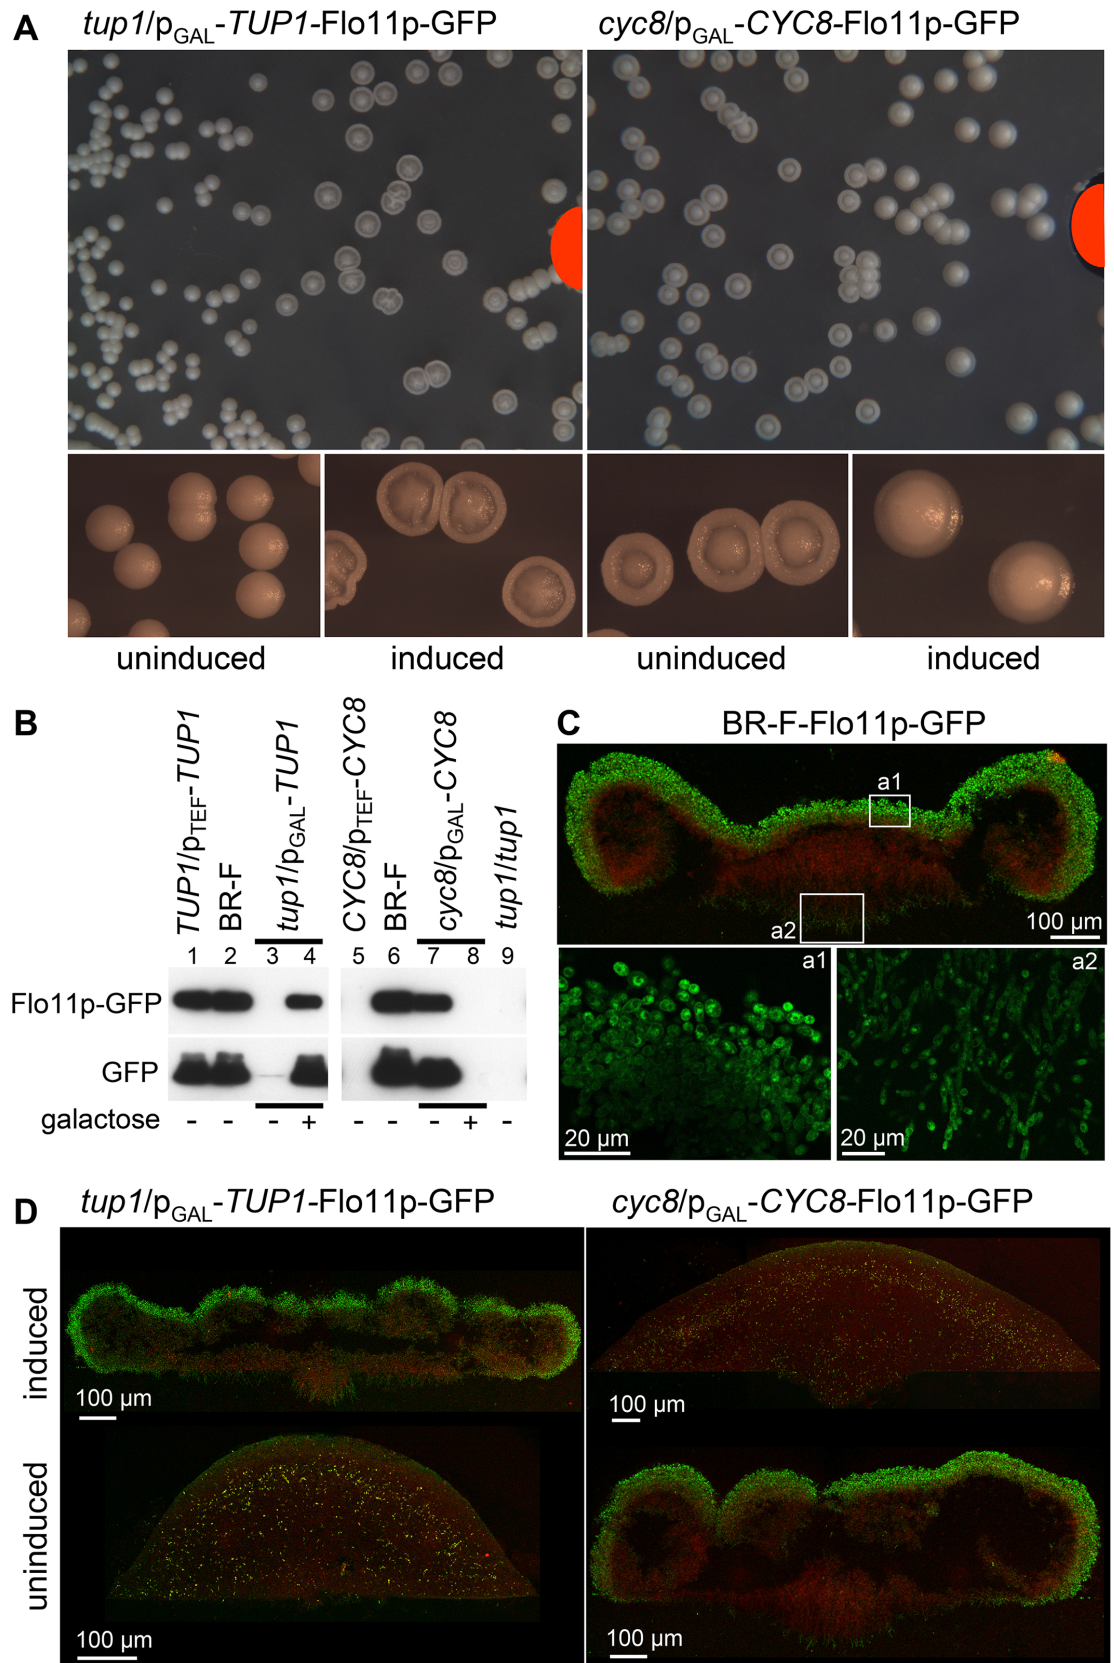 A
tup1/pGAL-TUP1-Flo11p-GFP
cyc8/pGAL-CYC8-Flo11p-GFP
uninduced
induced
uninduced
induced
B
TUP1/pTEF-TUP1
BR-F
tup1/pGAL-TUP1
CYC8/pTEF-CYC8
BR-F
cyc8/pGAL-CYC8
tup1/tup1
1 2 3 4 5 6 7 8 9
Flo11p-GFP
GFP
galactose - - - + - - - + -
C
BR-F-Flo11p-GFP
a1
a2
100 µm
a1
20 µm
a2
20 µm
D
tup1/pGAL-TUP1-Flo11p-GFP
cyc8/pGAL-CYC8-Flo11p-GFP
induced
100 µm
100 µm
uninduced
100 µm
100 µm